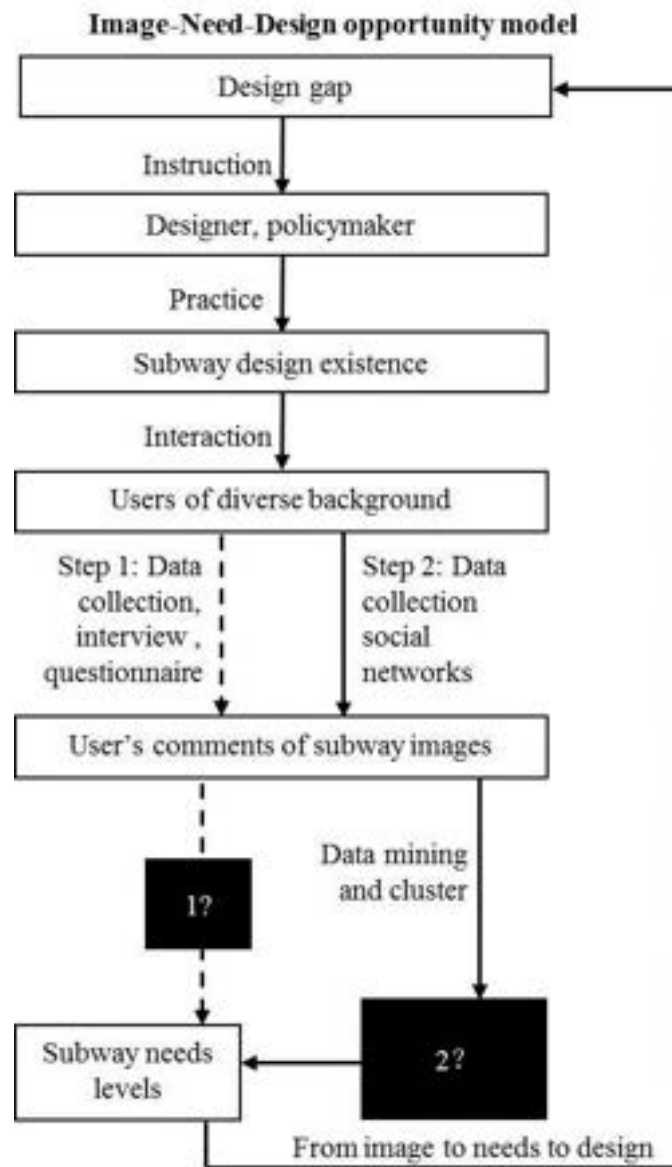 Image-Need-Design opportunity model
Design gap
Instruction
Designer, policymaker
Practice
Subway design existence
Interaction
Users of diverse background
Step 1: Data
collection,
interview ,
questionnaire
Step 2: Data
collection
social
networks
User's comments of subway images
Data mining
and cluster
1?
Subway needs
levels
2?
From image to needs to design